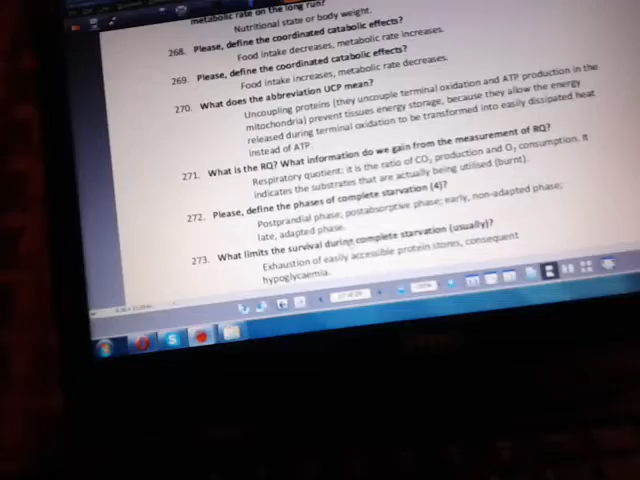 metabolic rate on the long run?
Nutritional state or body weight.
268. Please, define the coordinated catabolic effects?
Food intake decreases, metabolic rate increases.
269. Please, define the coordinated catabolic effects?
Food intake increases, metabolic rate decreases.
270. What does the abbreviation UCP mean?
Uncoupling proteins (they uncouple terminal oxidation and ATP production in the
mitochondria) prevent tissues energy storage, because they allow the energy
released during terminal oxidation to be transformed into easily dissipated heat
instead of ATP.
271. What is the RQ? What information do we gain from the measurement of RQ?
Respiratory quotient: it is the ratio of CO₂ production and O₂ consumption. It
indicates the substrates that are actually being utilised (burnt).
272. Please, define the phases of complete starvation (4)?
Postprandial phase; postabsorptive phase; early, non-adapted phase;
late, adapted phase.
273. What limits the survival during complete starvation (usually)?
Exhaustion of easily accessible protein stores, consequent
hypoglycaemia.